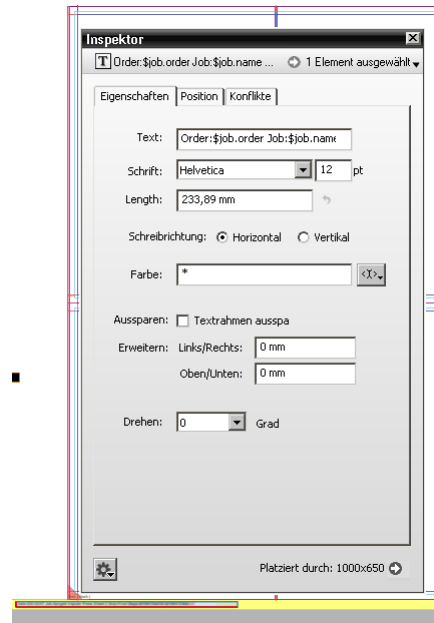 Inspektor
T Order:$job.order Job:$job.name ... 1 Element ausgewählt
Eigenschaften Position Konflikte
Text: Order:$job.order Job:$job.name
Schrift: Helvetica 12 pt
Length: 233,89 mm
Schreibrichtung: Horizontal Vertikal
Farbe: * <X>
Aussparen: Textrahmen ausspa
Erweitern: Links/Rechts: 0 mm
Oben/Unten: 0 mm
Drehen: 0 Grad
Platziert durch: 1000x650